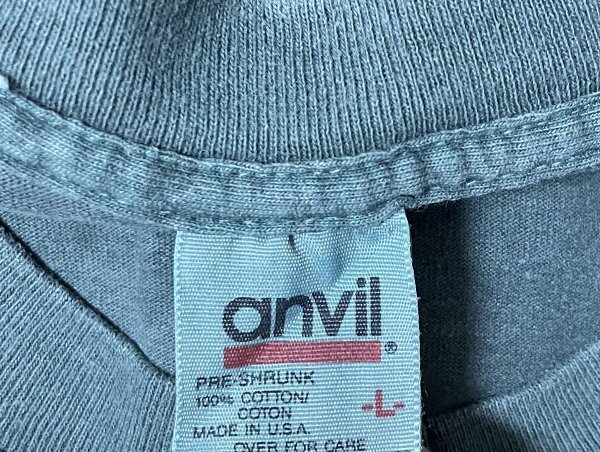 anvil®
PRE-SHRUNK
100% COTTON/
COTON
-L-
MADE IN U.S.A.
OVER FOR CARE